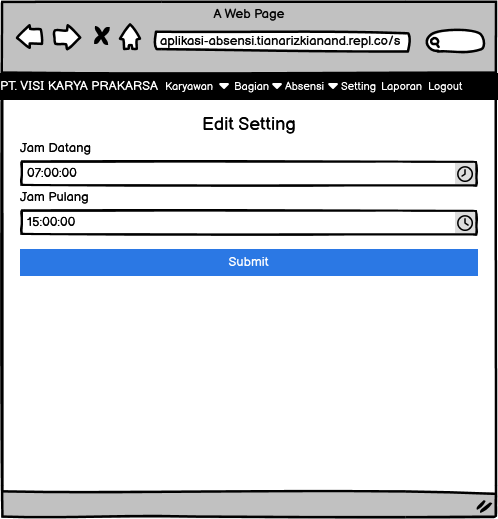 A Web Page
aplikasi-absensi.tianarizkianand.repl.co/s
PT. VISI KARYA PRAKARSA Karyawan Bagian Absensi Setting Laporan Logout
Edit Setting
Jam Datang
07:00:00
Jam Pulang
15:00:00
Submit